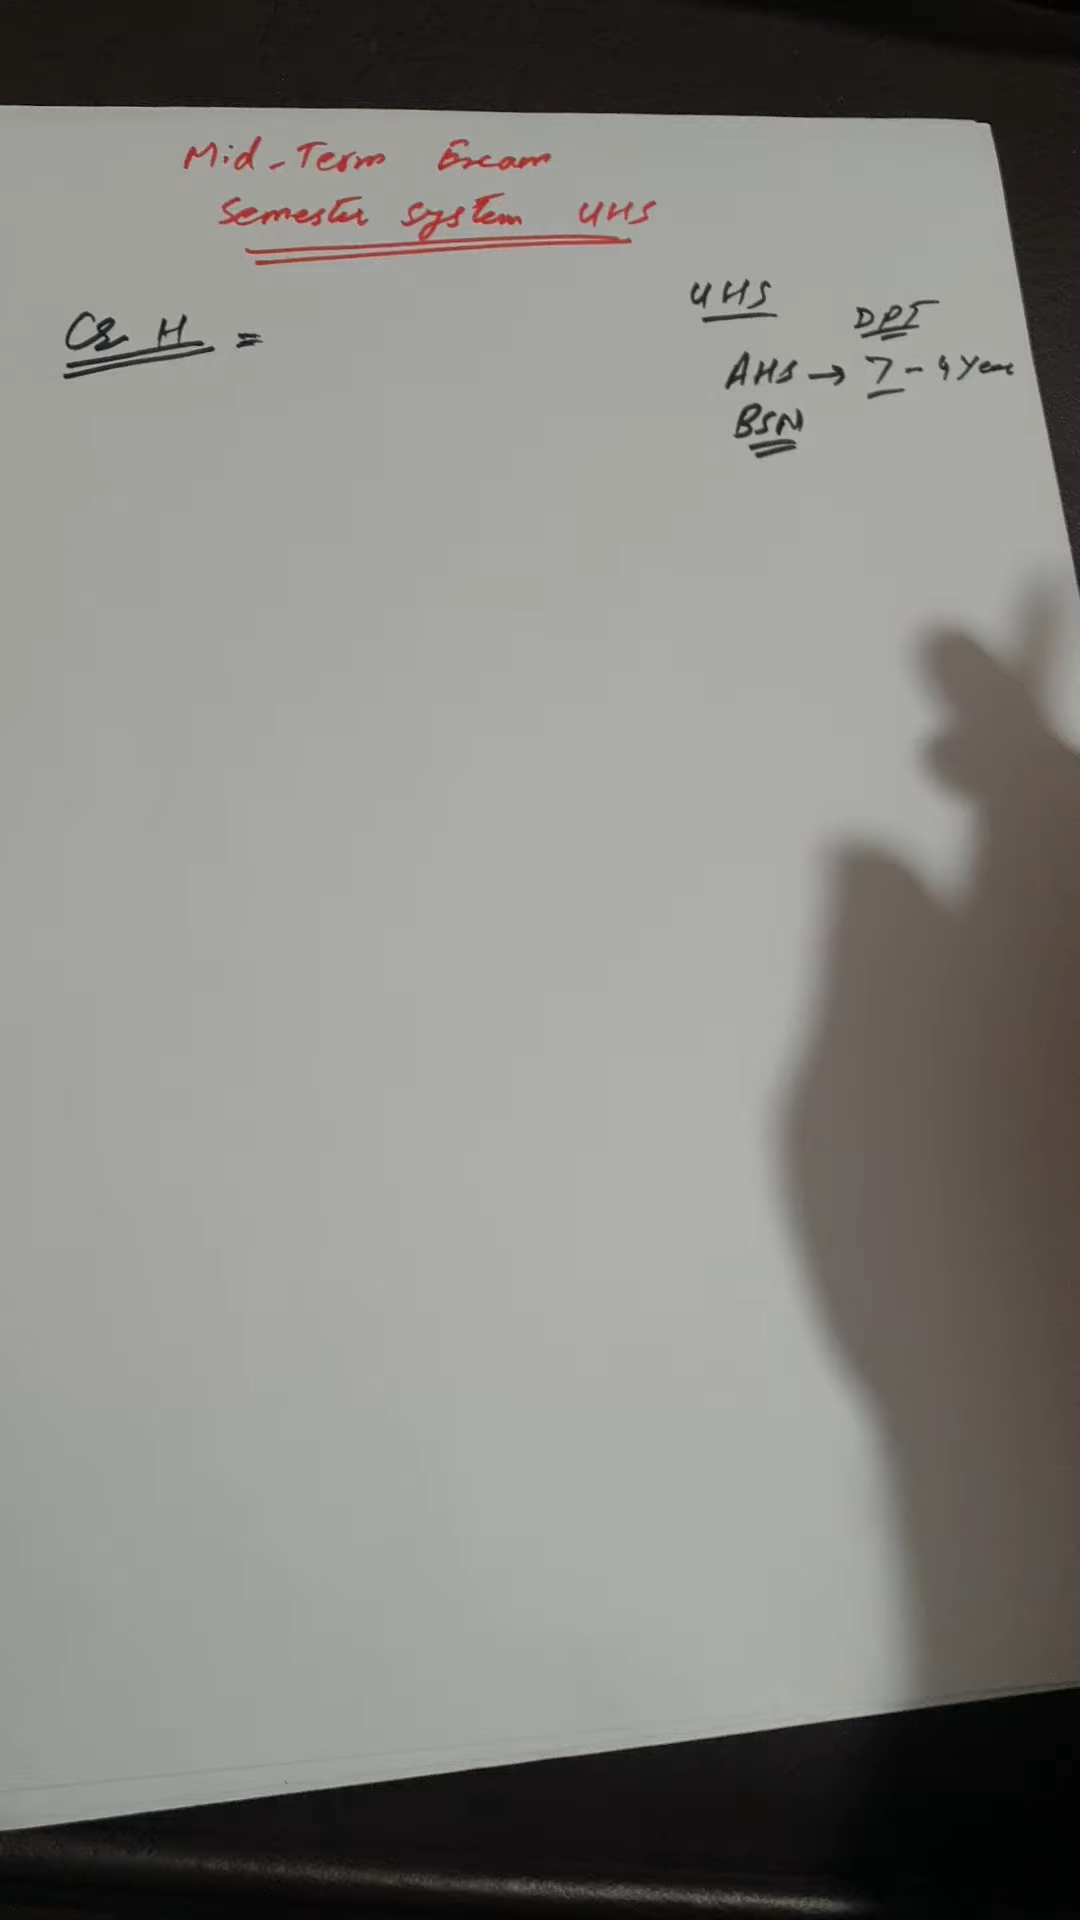 Mid-Term Exam
Semester System UHS
Cr H =
UHS
DPT
AHS → 7 - 4 Year
BSN